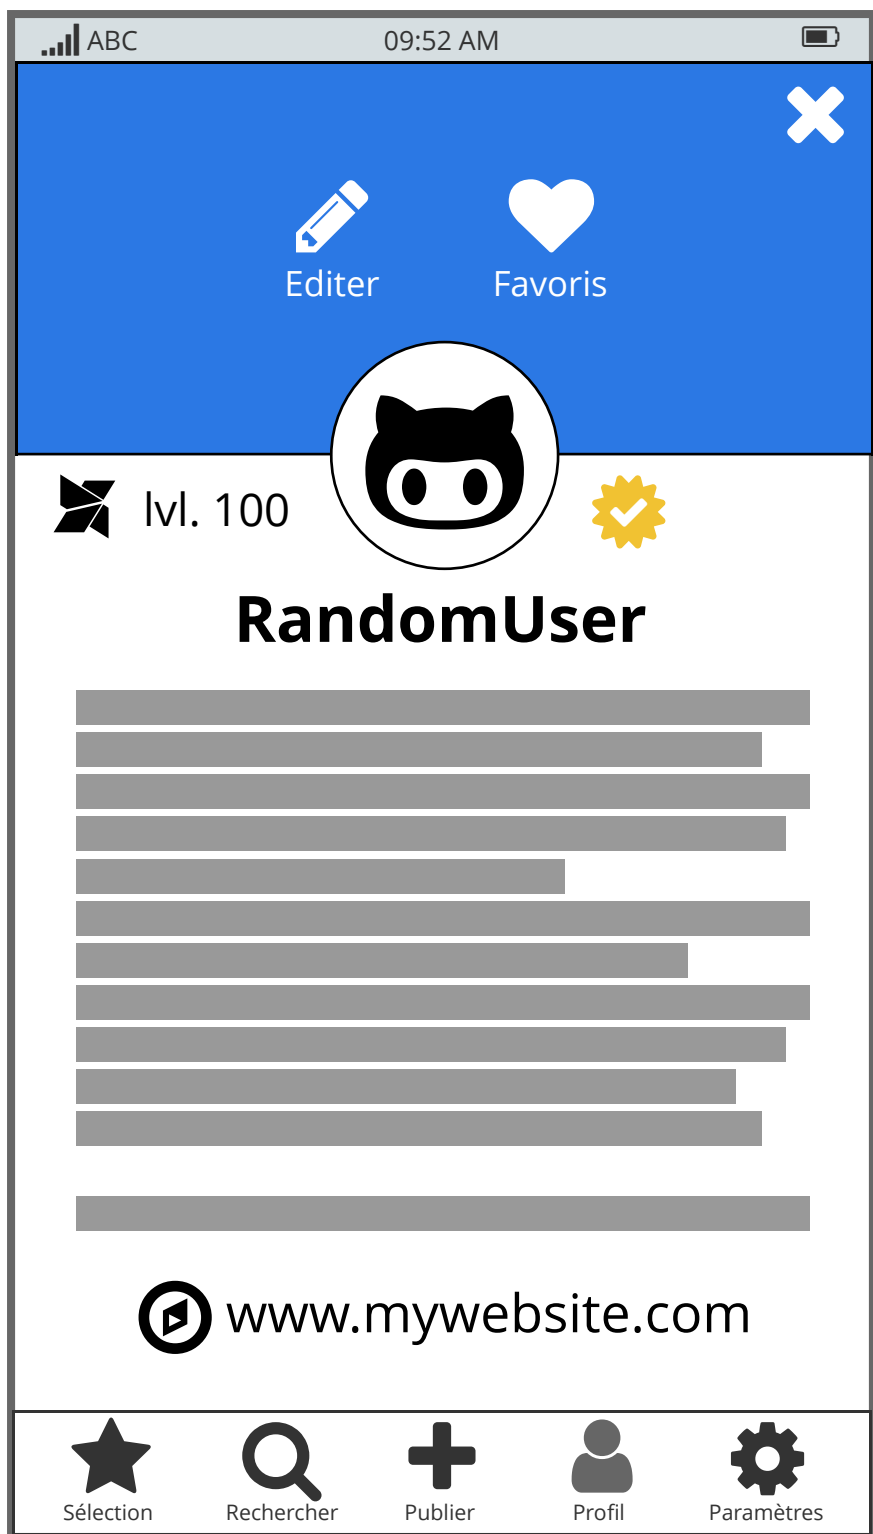 ABC 09:52 AM
Editer Favoris
lvl. 100
RandomUser
www.mywebsite.com
Sélection Rechercher Publier Profil Paramètres